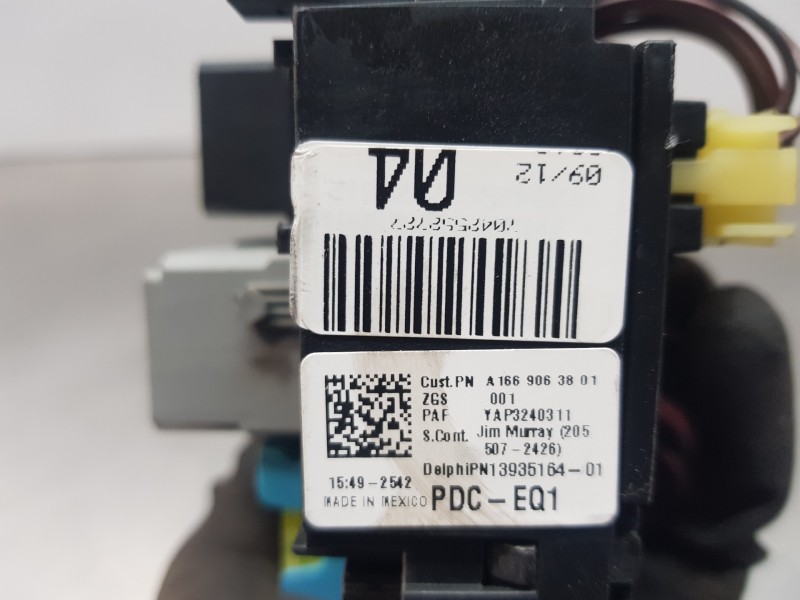 04
09/12
Cust.PN A 166 906 38 01
ZGS 001
PAF YAP3240311
S.Cont. Jim Murray (205
507-2426)
DelphiPN13935164-01
15:49-2542
MADE IN MEXICO PDC-EQ1